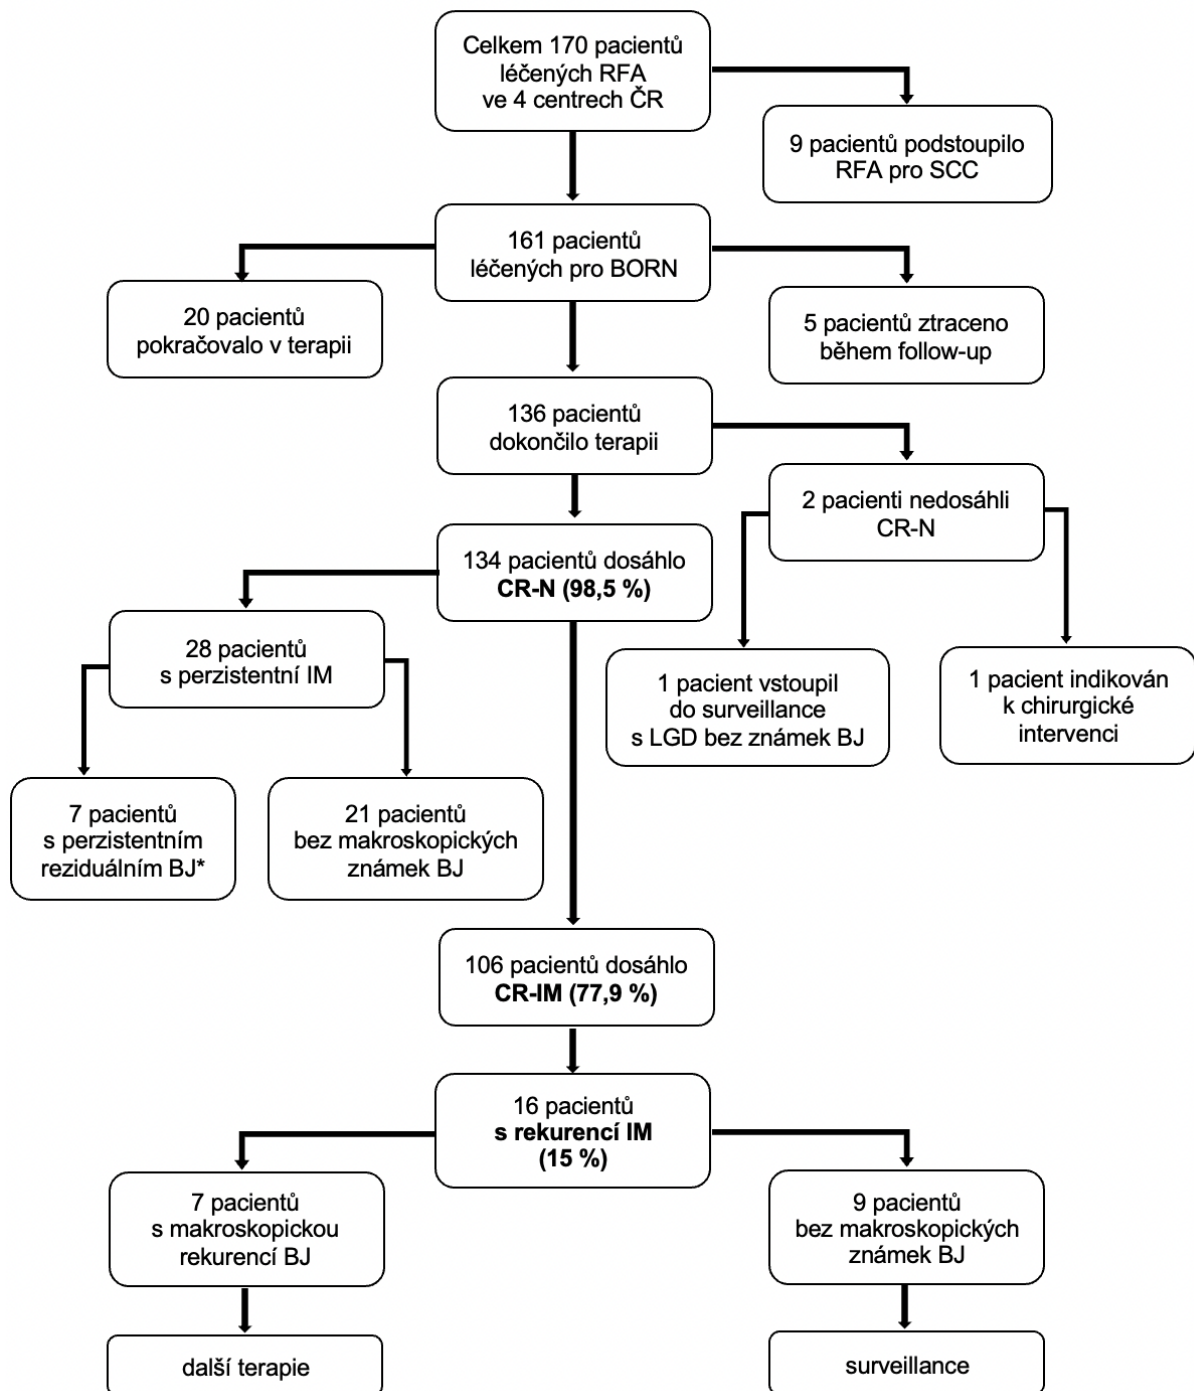 Celkem 170 pacientů
léčených RFA
ve 4 centrech ČR
9 pacientů podstoupilo
RFA pro SCC
161 pacientů
léčených pro BORN
20 pacientů
pokračovalo v terapii
5 pacientů ztraceno
během follow-up
136 pacientů
dokončilo terapii
2 pacienti nedosáhli
CR-N
134 pacientů dosáhlo
CR-N (98,5 %)
28 pacientů
s perzistentní IM
1 pacient vstoupil
do surveillance
s LGD bez známek BJ
1 pacient indikován
k chirurgické
intervenci
7 pacientů
s perzistentním
reziduálním BJ*
21 pacientů
bez makroskopických
známek BJ
106 pacientů dosáhlo
CR-IM (77,9 %)
16 pacientů
s rekurencí IM
(15 %)
7 pacientů
s makroskopickou
rekurencí BJ
9 pacientů
bez makroskopických
známek BJ
další terapie
surveillance